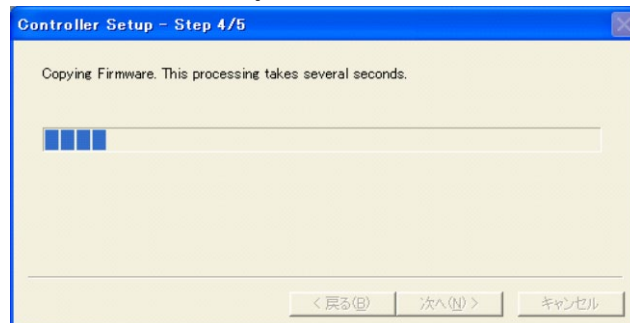 Controller Setup - Step 4/5
Copying Firmware. This processing takes several seconds.
< 戻る(B)
次へ(N) >
キャンセル